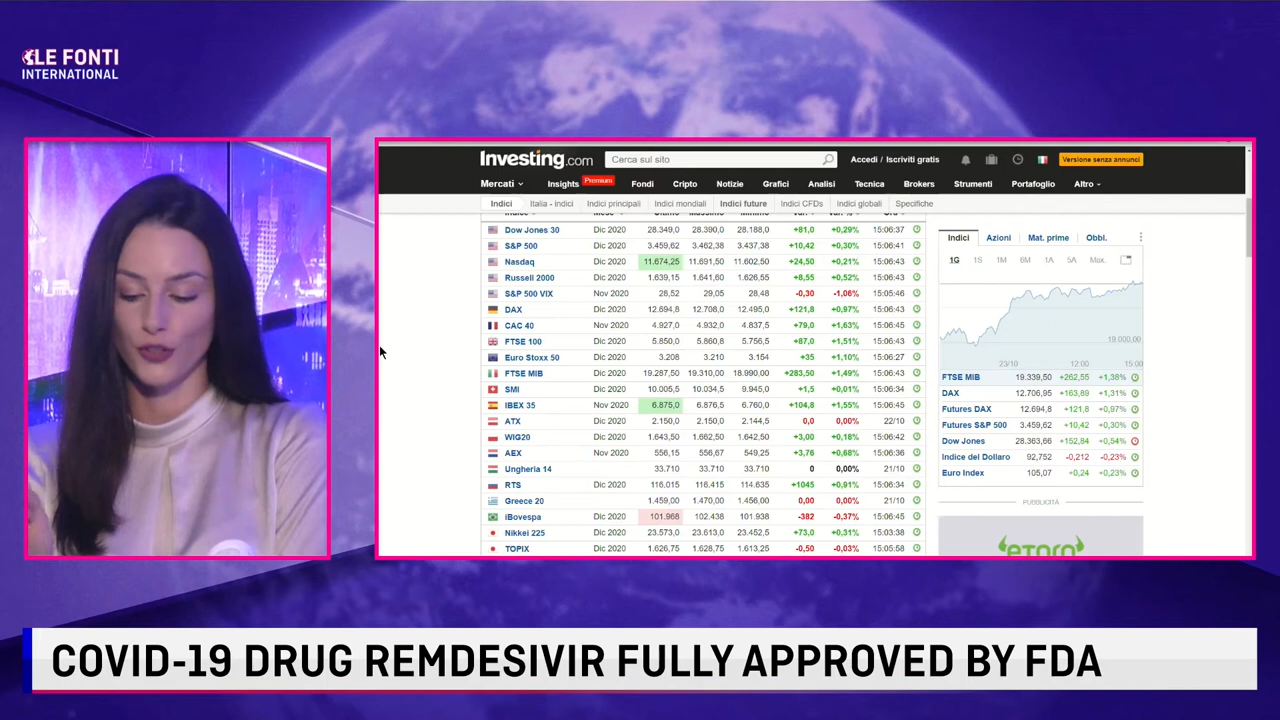 LE FONTI
INTERNATIONAL
Investing.com
Cerca sul sito
Accedi / Iscriviti gratis
Versione senza annunci
Mercati Insights Premium Fondi Cripto Notizie Grafici Analisi Tecnica Brokers Strumenti Portafoglio Altro
Indici Italia - indici Indici principali Indici mondiali Indici future Indici CFDs Indici globali Specifiche
Dow Jones 30 Dic 2020 28.349,0 28.390,0 28.188,0 +81,0 +0,29% 15:06:37
S&P 500 Dic 2020 3.459,62 3.462,38 3.437,38 +10,42 +0,30% 15:06:41
Nasdaq Dic 2020 11.674,25 11.691,50 11.602,50 +24,50 +0,21% 15:06:43
Russell 2000 Dic 2020 1.639,15 1.641,60 1.626,55 +8,55 +0,52% 15:06:43
S&P 500 VIX Nov 2020 28,52 29,05 28,48 -0,30 -1,06% 15:05:46
DAX Dic 2020 12.694,8 12.708,0 12.495,0 +121,8 +0,97% 15:06:43
CAC 40 Nov 2020 4.927,0 4.932,0 4.837,5 +79,0 +1,63% 15:06:45
FTSE 100 Dic 2020 5.850,0 5.860,8 5.756,5 +87,0 +1,51% 15:06:43
Euro Stoxx 50 Dic 2020 3.208 3.210 3.154 +35 +1,10% 15:06:27
FTSE MIB Dic 2020 19.287,50 19.310,00 18.990,00 +283,50 +1,49% 15:06:43
SMI Dic 2020 10.005,5 10.034,5 9.945,0 +1,5 +0,01% 15:06:34
IBEX 35 Nov 2020 6.875,0 6.876,5 6.760,0 +104,8 +1,55% 15:06:45
ATX Dic 2020 2.150,0 2.150,0 2.144,5 0,0 0,00% 22/10
WIG20 Dic 2020 1.643,50 1.662,50 1.642,50 +3,00 +0,18% 15:06:42
AEX Nov 2020 556,15 556,67 549,25 +3,76 +0,68% 15:06:36
Ungheria 14 33.710 33.710 33.710 0 0,00% 21/10
RTS Dic 2020 116,015 116,415 114,635 +1045 +0,91% 15:06:34
Greece 20 1.459,00 1.470,00 1.456,00 0,00 0,00% 21/10
iBovespa Dic 2020 101.968 102.438 101.938 -382 -0,37% 15:06:45
Nikkei 225 Dic 2020 23.573,0 23.613,0 23.452,5 +73,0 +0,31% 15:03:38
TOPIX Dic 2020 1.626,75 1.628,75 1.613,25 -0,50 -0,03% 15:05:58
Indici Azioni Mat. prime Obbl.
1G 1S 1M 6M 1A 5A Max.
19.000,00
23/10 12:00 15:00
FTSE MIB 19.339,50 +262,55 +1,38%
DAX 12.706,95 +163,89 +1,31%
Futures DAX 12.694,8 +121,8 +0,97%
Futures S&P 500 3.459,62 +10,42 +0,30%
Dow Jones 28.363,66 +152,84 +0,54%
Indice del Dollaro 92,752 -0,212 -0,23%
Euro Index 105,07 +0,24 +0,23%
PUBBLICITÀ
eToro
COVID-19 DRUG REMDESIVIR FULLY APPROVED BY FDA